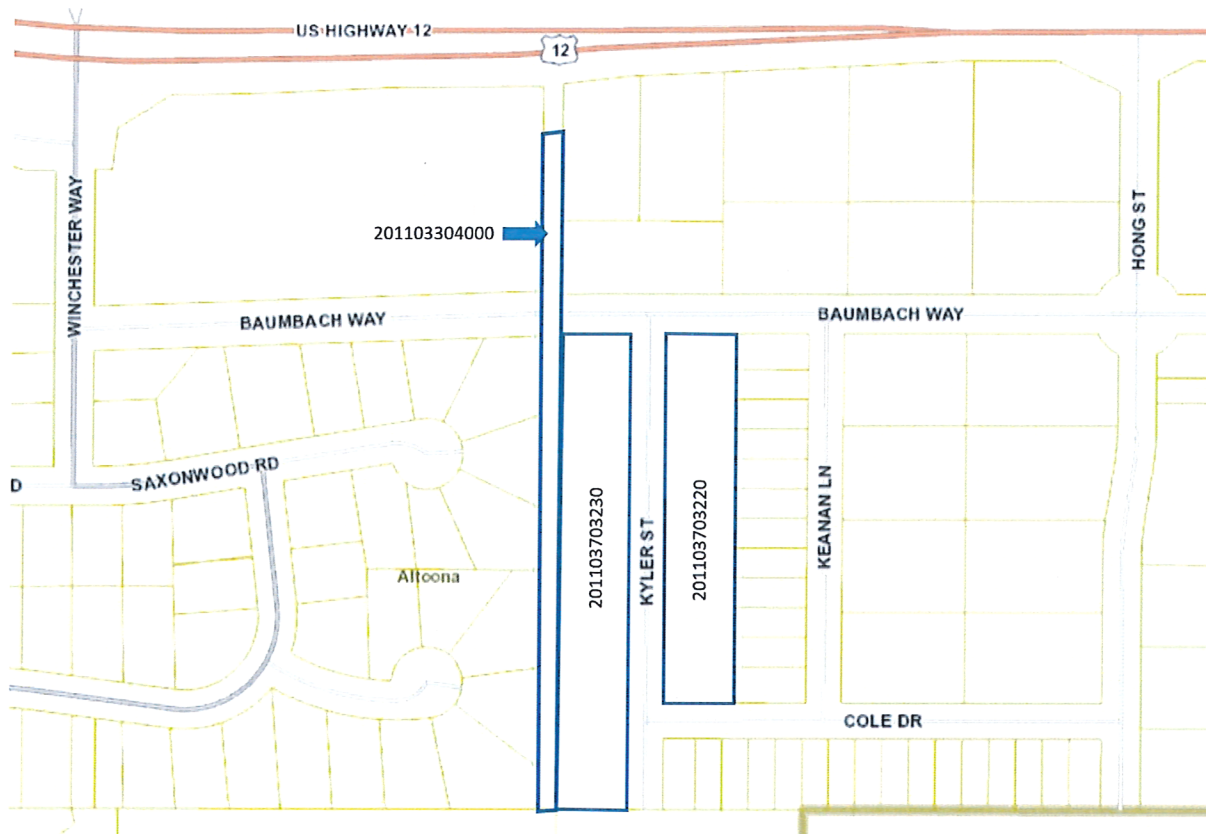 US HIGHWAY 12
12
WINCHESTER WAY
201103304000
HONG ST
BAUMBACH WAY
BAUMBACH WAY
SAXONWOOD RD
D
201103703230
KYLER ST
201103703220
KEANAN LN
Altoona
COLE DR